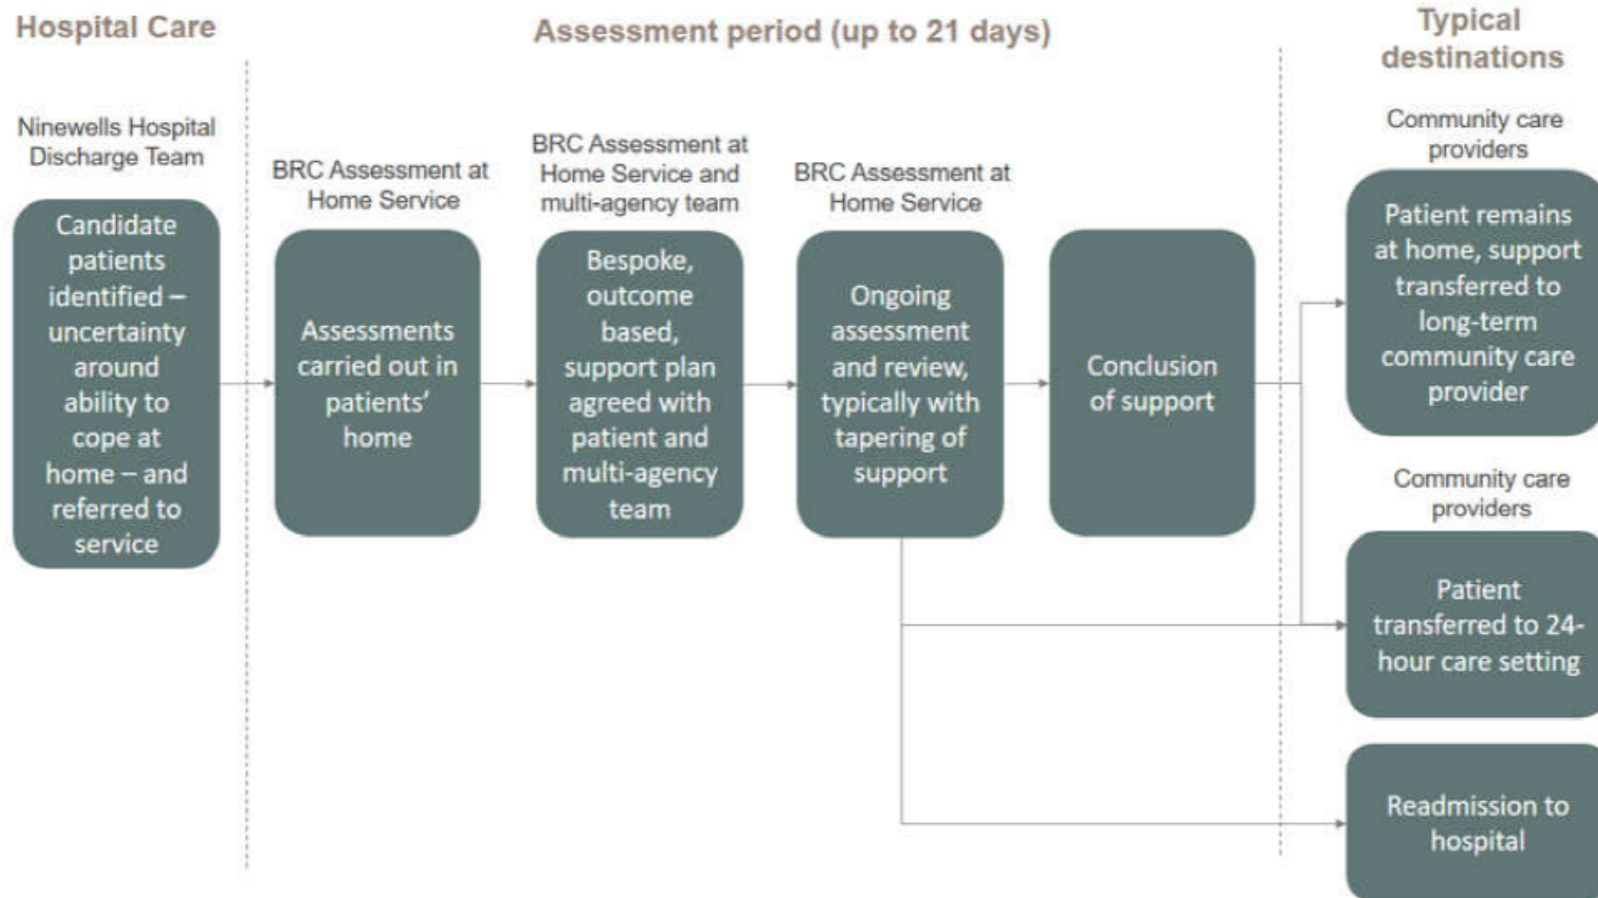 Hospital Care
Assessment period (up to 21 days)
Typical
destinations
Ninewells Hospital
Discharge Team
Candidate
patients
identified –
uncertainty
around
ability to
cope at
home – and
referred to
service
BRC Assessment at
Home Service
Assessments
carried out in
patients’
home
BRC Assessment at
Home Service and
multi-agency team
Bespoke,
outcome
based,
support plan
agreed with
patient and
multi-agency
team
BRC Assessment at
Home Service
Ongoing
assessment
and review,
typically with
tapering of
support
Conclusion
of support
Community care
providers
Patient remains
at home, support
transferred to
long-term
community care
provider
Community care
providers
Patient
transferred to 24-
hour care setting
Readmission to
hospital